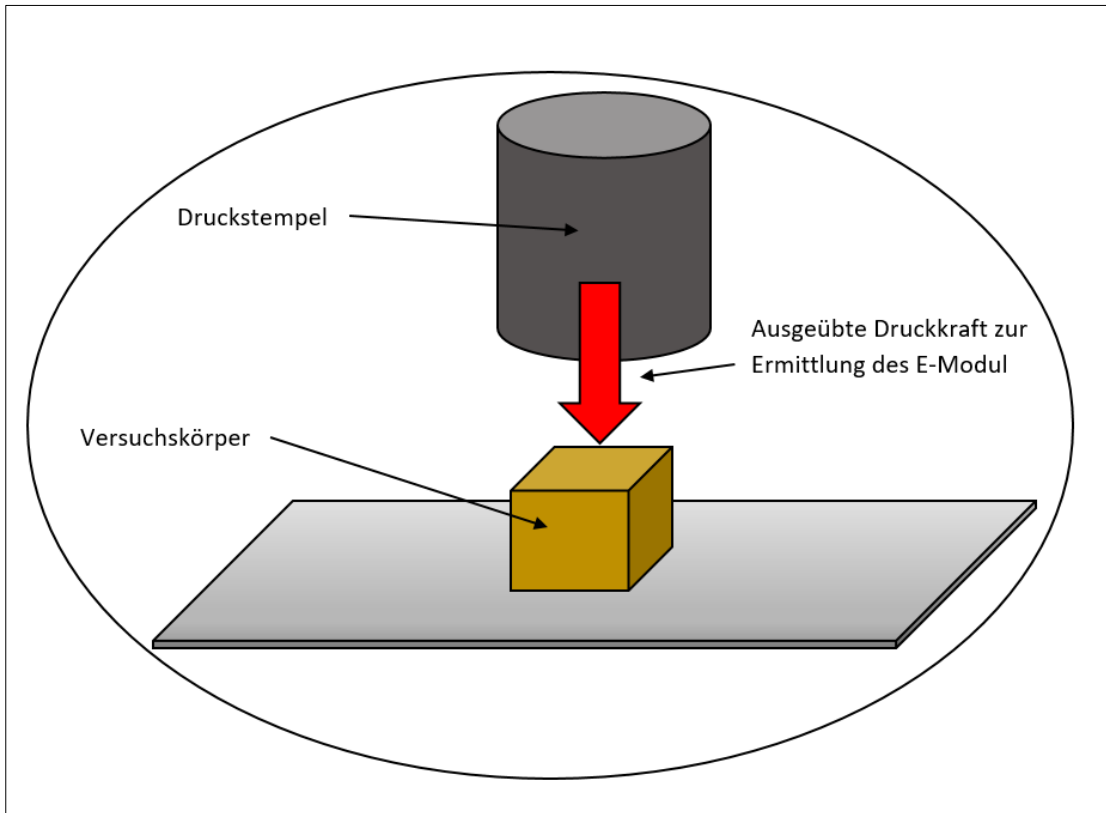 Druckstempel
Ausgeübte Druckkraft zur
Ermittlung des E-Modul
Versuchskörper